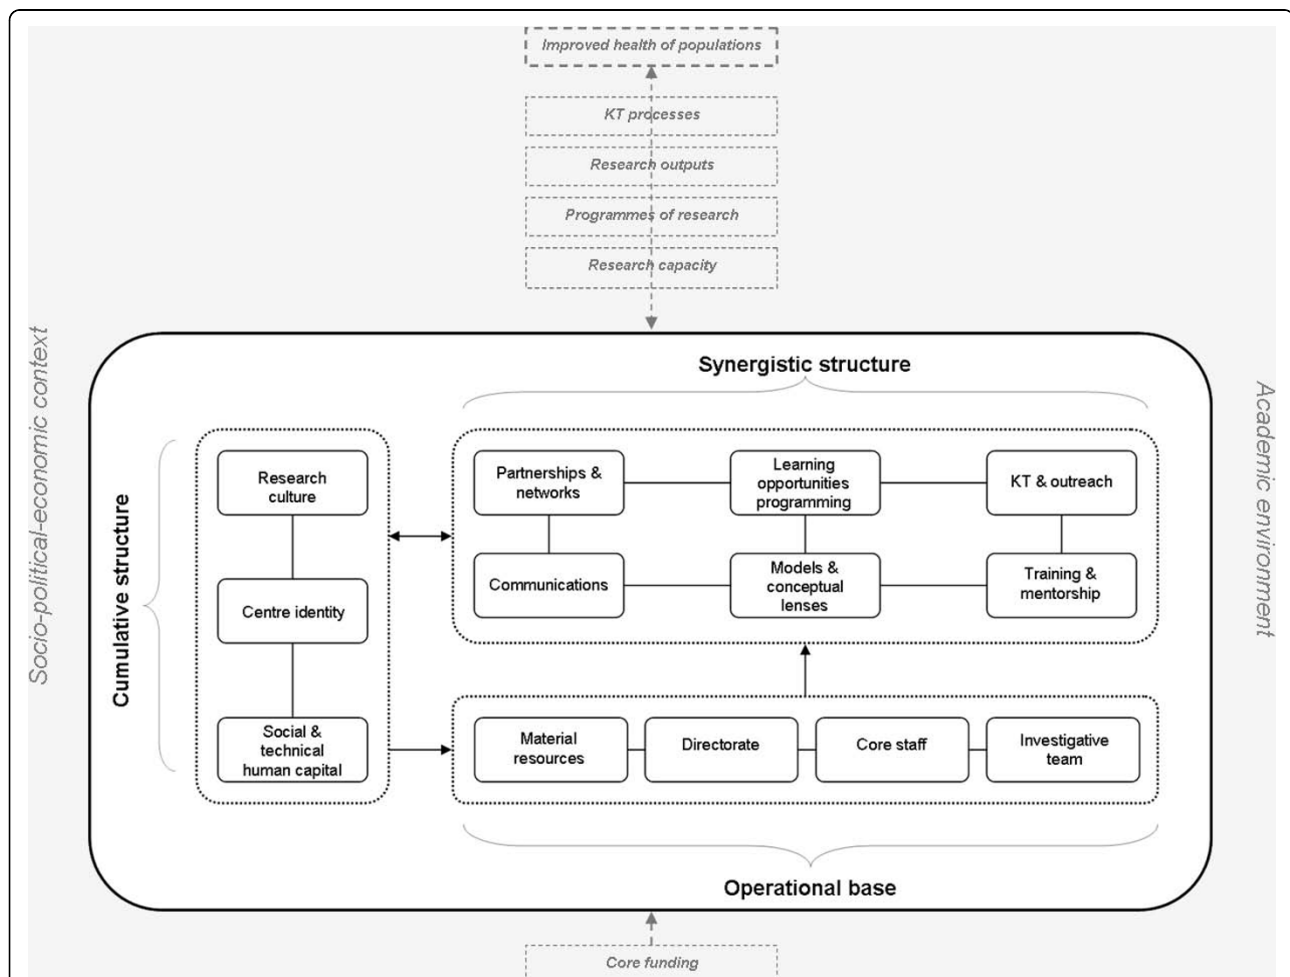 Improved health of populations
KT processes
Research outputs
Programmes of research
Research capacity
Socio-political-economic context
Academic environment
Synergistic structure
Cumulative structure
Research
culture
Centre identity
Social &
technical
human capital
Partnerships &
networks
Learning
opportunities
programming
KT & outreach
Communications
Models &
conceptual
lenses
Training &
mentorship
Material
resources
Directorate
Core staff
Investigative
team
Operational base
Core funding